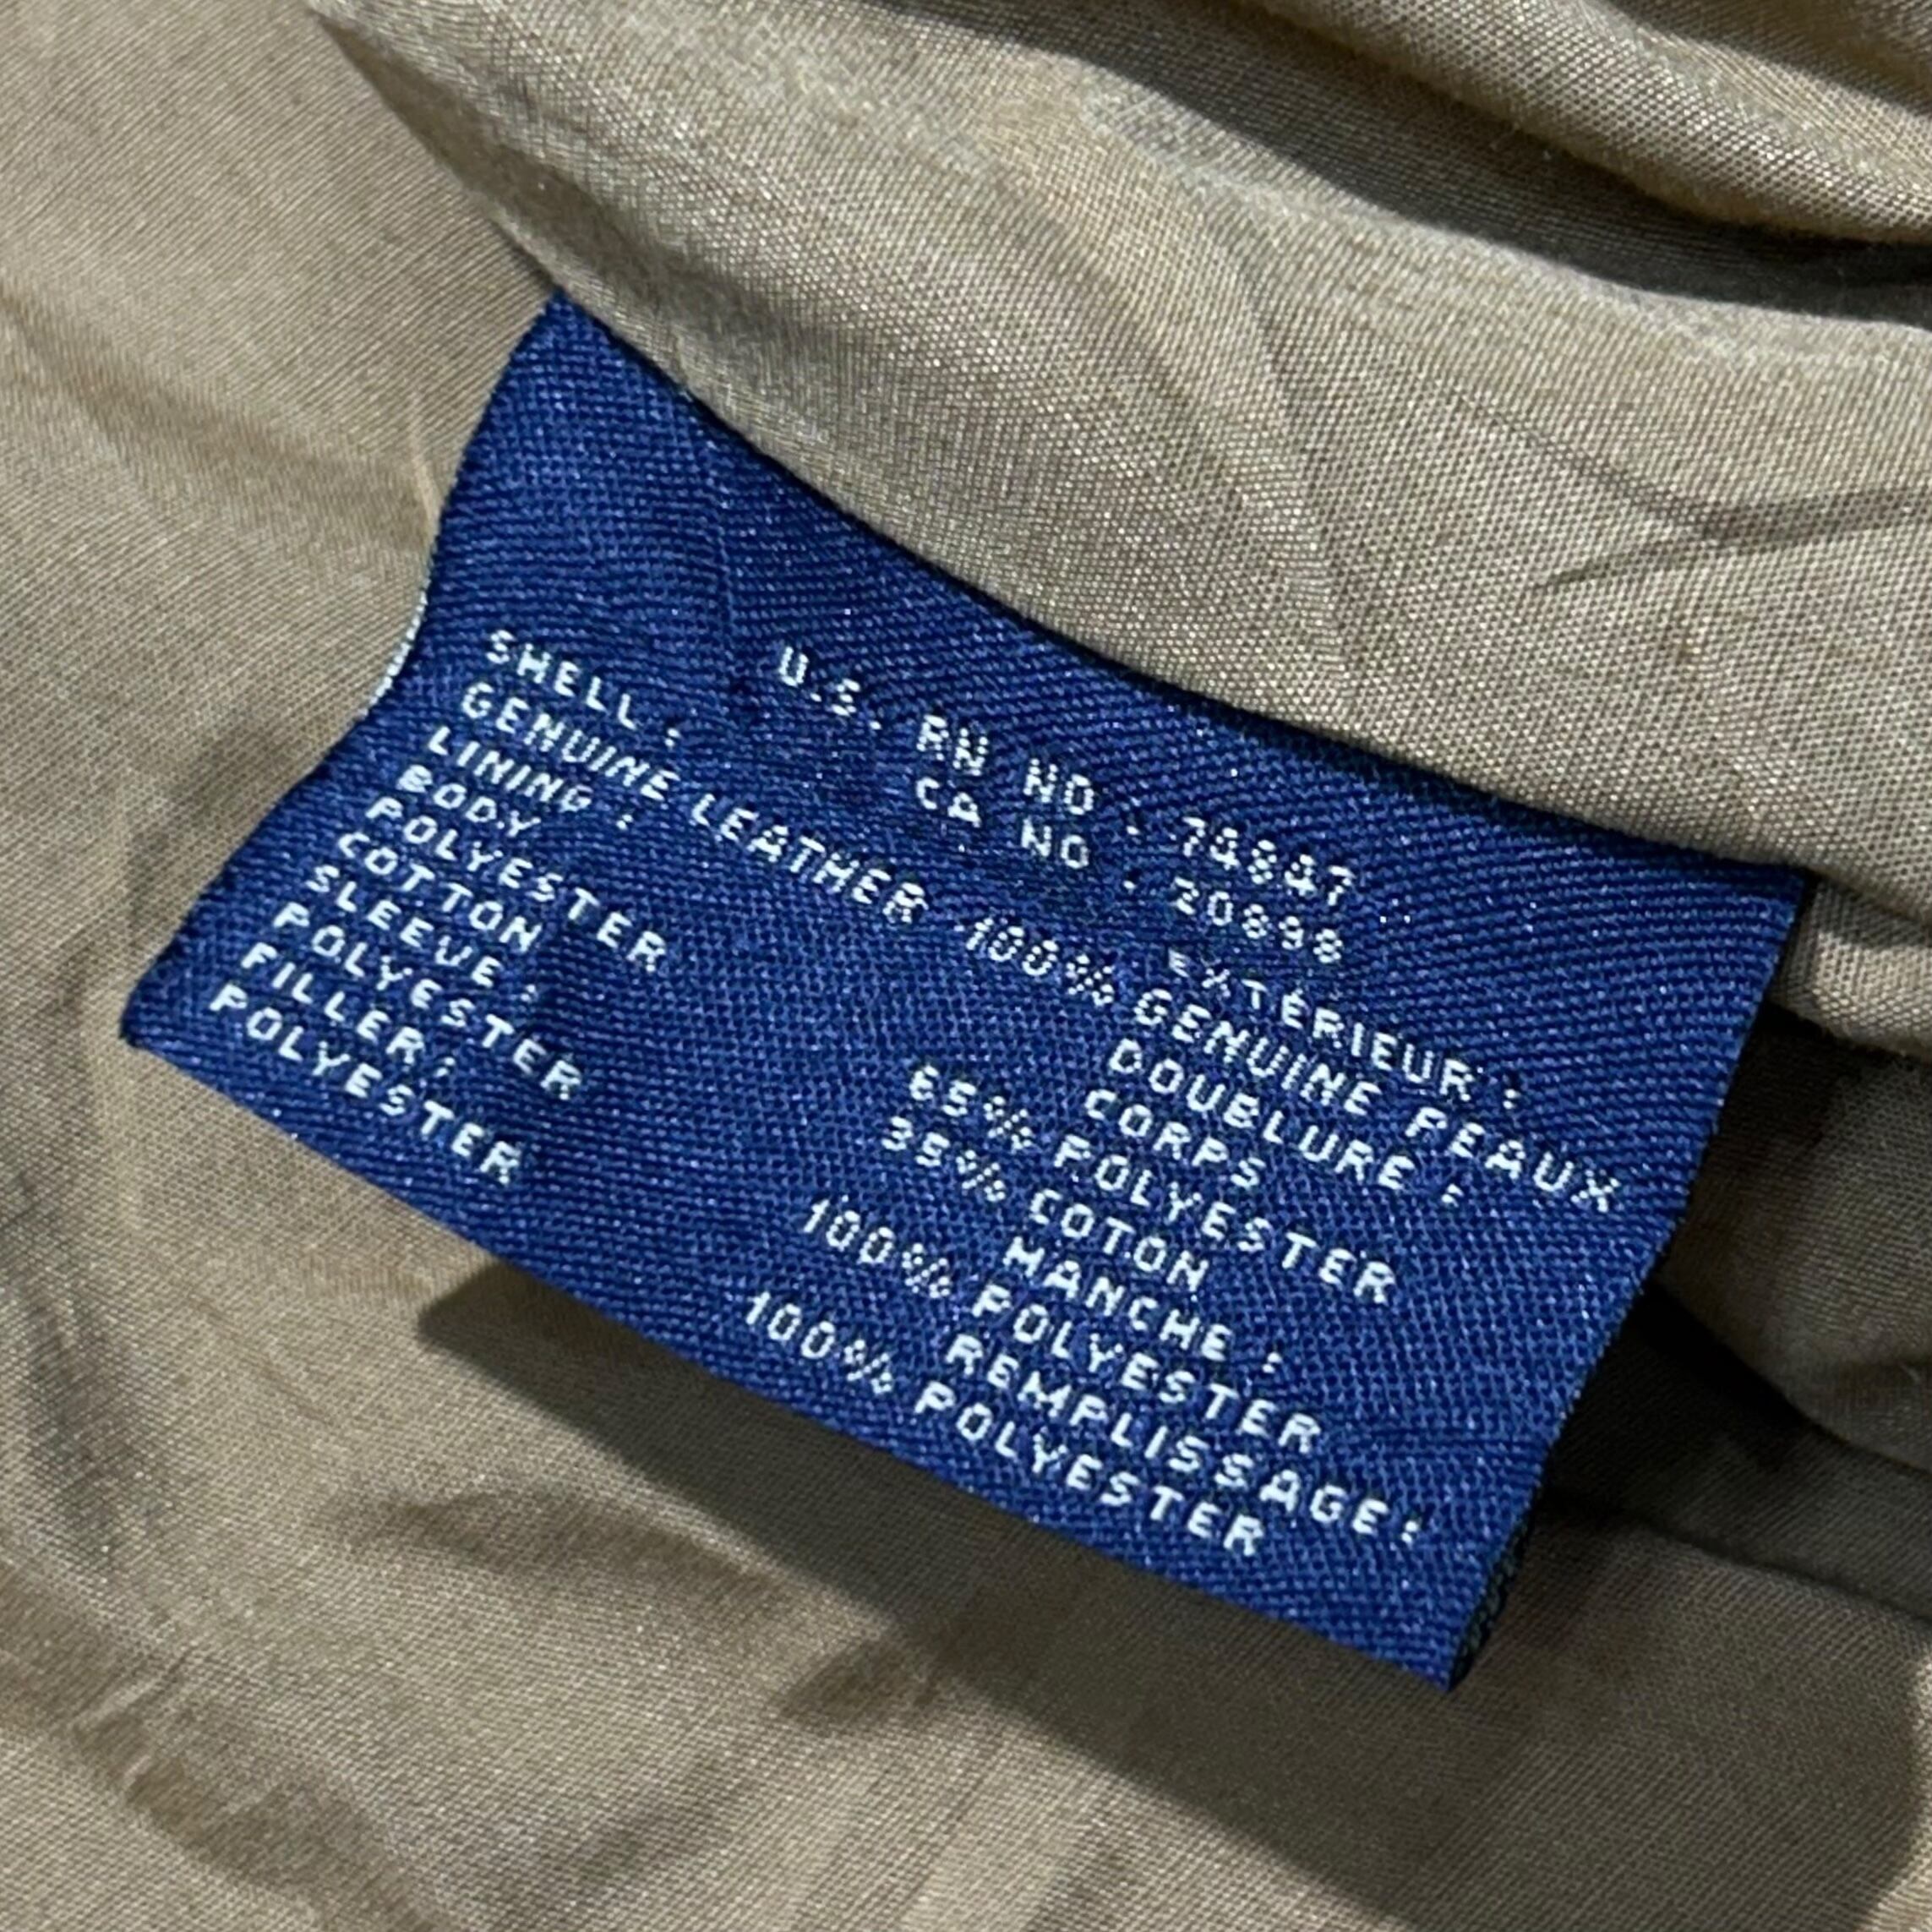 U.S. RN NO. 74847
CA NO. 20898
SHELL: EXTÉRIEUR:
GENUINE LEATHER 100% GENUINE PEAUX
LINING: DOUBLURE:
BODY CORPS
POLYESTER 65% POLYESTER
COTTON 35% COTON
SLEEVE: MANCHE:
POLYESTER 100% POLYESTER
FILLER: REMPLISSAGE:
POLYESTER 100% POLYESTER